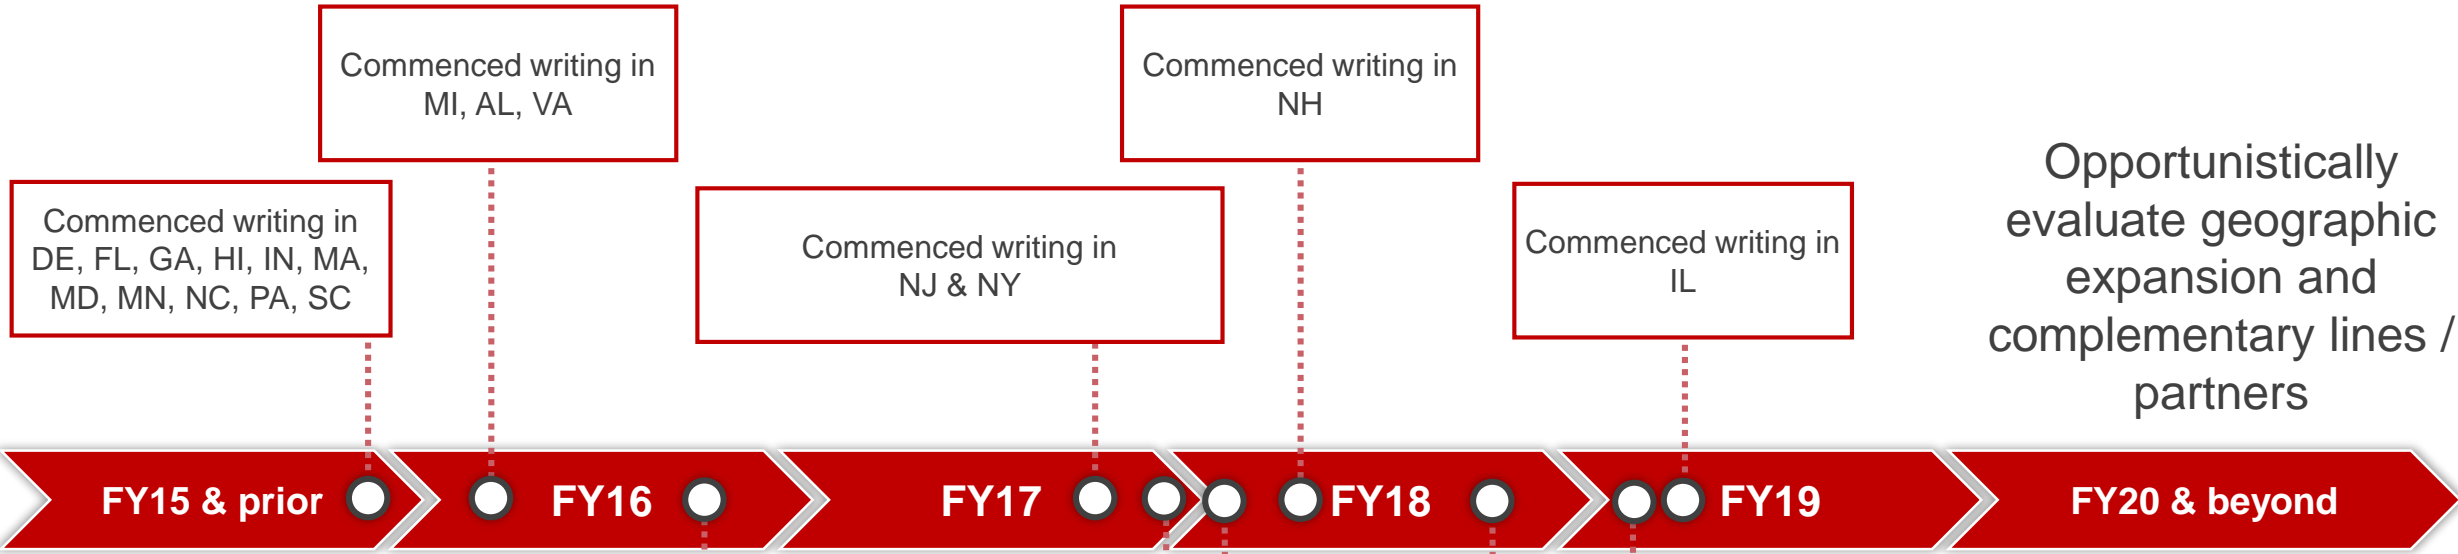 Commenced writing in
MI, AL, VA
Commenced writing in
NH
Commenced writing in
DE, FL, GA, HI, IN, MA,
MD, MN, NC, PA, SC
Commenced writing in
NJ & NY
Commenced writing in
IL
Opportunistically
evaluate geographic
expansion and
complementary lines /
partners
FY15 & prior
FY16
FY17
FY18
FY19
FY20 & beyond